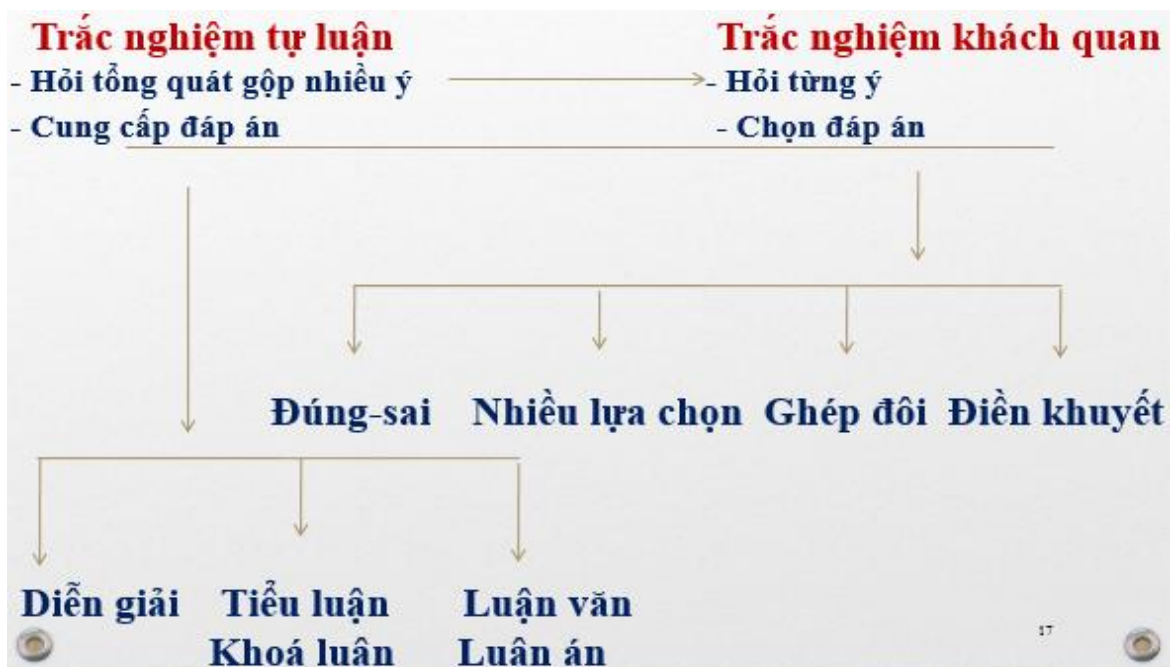 Trắc nghiệm tự luận
- Hỏi tổng quát gộp nhiều ý
- Cung cấp đáp án
Trắc nghiệm khách quan
- Hỏi từng ý
- Chọn đáp án
Đúng-sai Nhiều lựa chọn Ghép đôi Điền khuyết
Diễn giải Tiểu luận Luận văn
Khoá luân Luân án
17